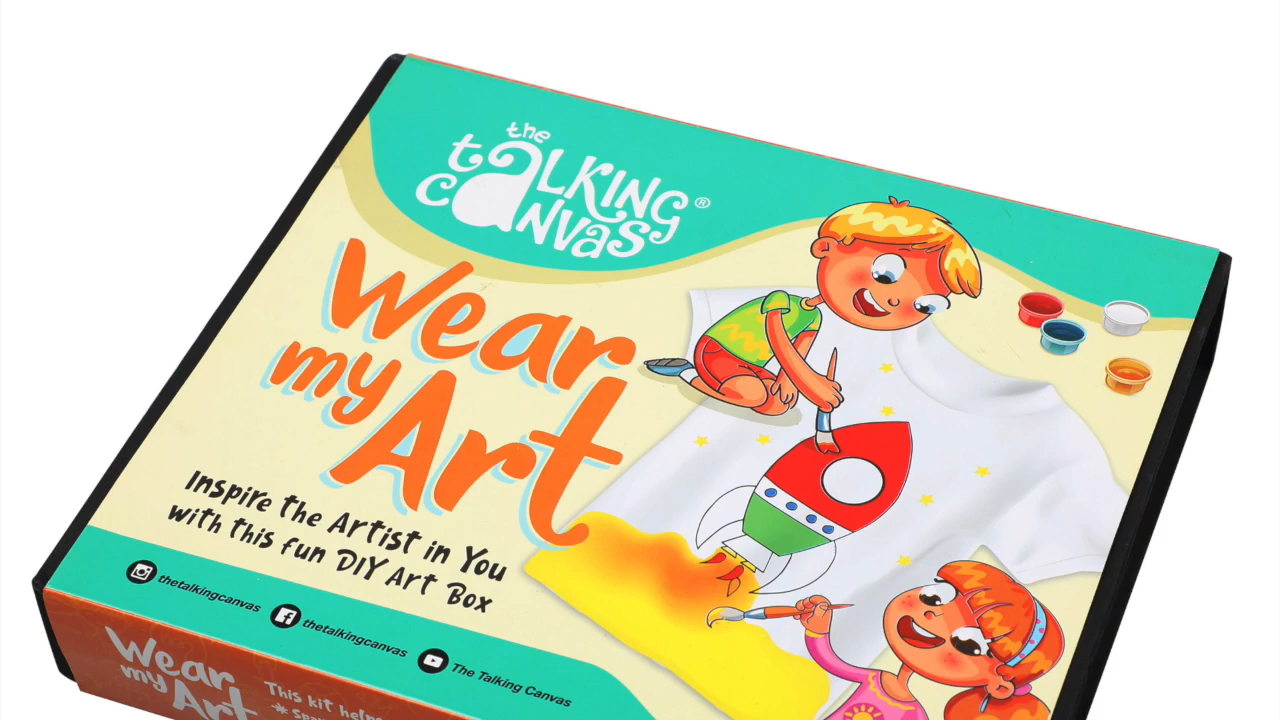 the
taLKING
caNvas®
Wear
my Art
Inspire the Artist in You
with this fun DIY Art Box
thetalkingcanvas
thetalkingcanvas
The Talking Canvas
Wear
my Art
This kit